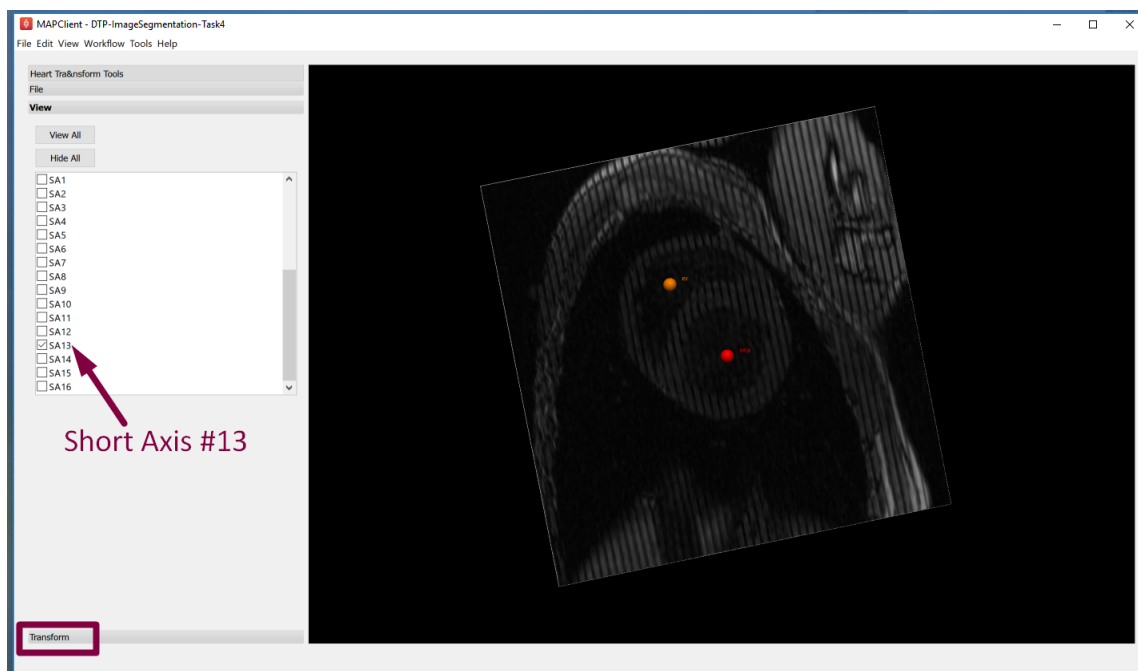 MAPClient - DTP-ImageSegmentation-Task4
File Edit View Workflow Tools Help
Heart Tra&nsform Tools
File
View
View All
Hide All
SA1
SA2
SA3
SA4
SA5
SA6
SA7
SA8
SA9
SA10
SA11
SA12
SA13
SA14
SA15
SA16
Short Axis #13
Transform